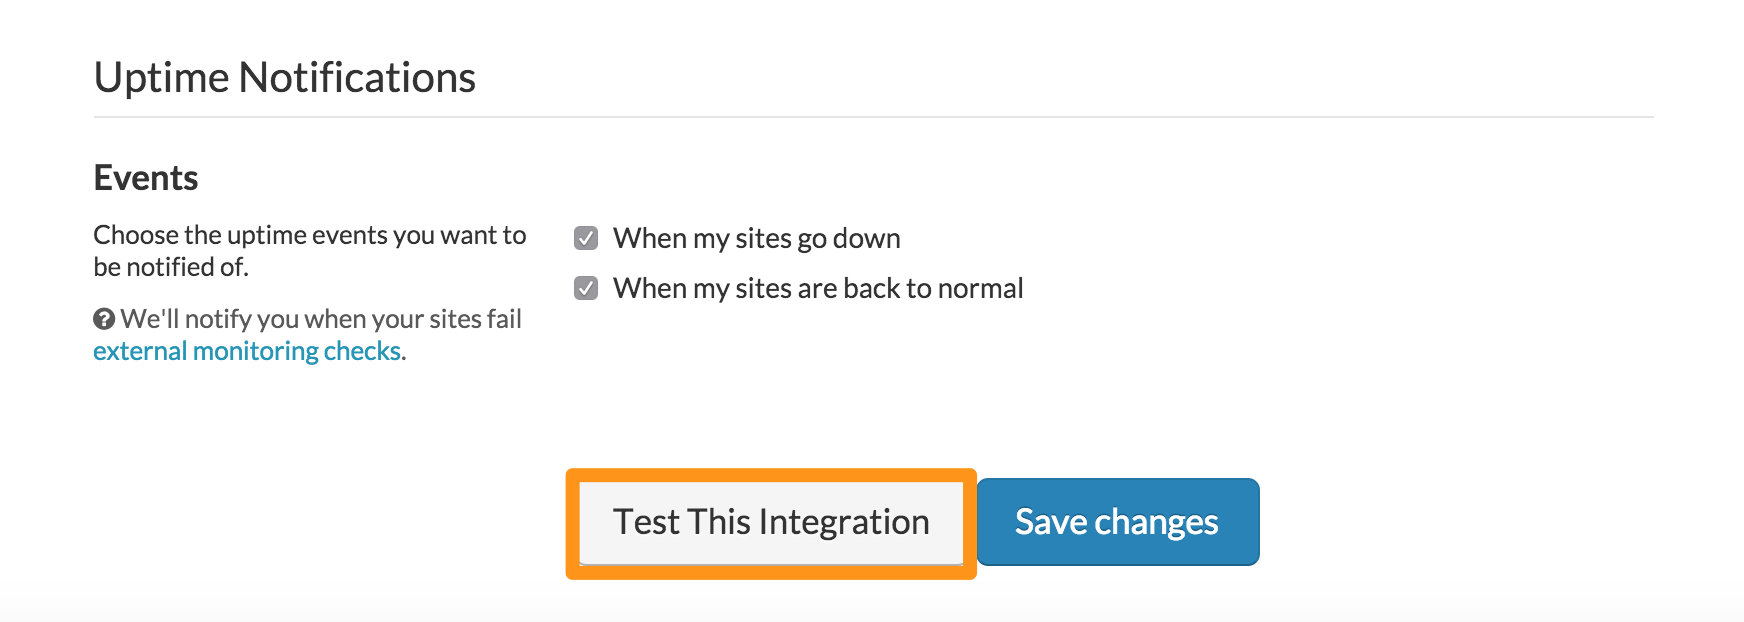 Uptime Notifications
Events
Choose the uptime events you want to
be notified of.
We'll notify you when your sites fail
external monitoring checks.
When my sites go down
When my sites are back to normal
Test This Integration
Save changes